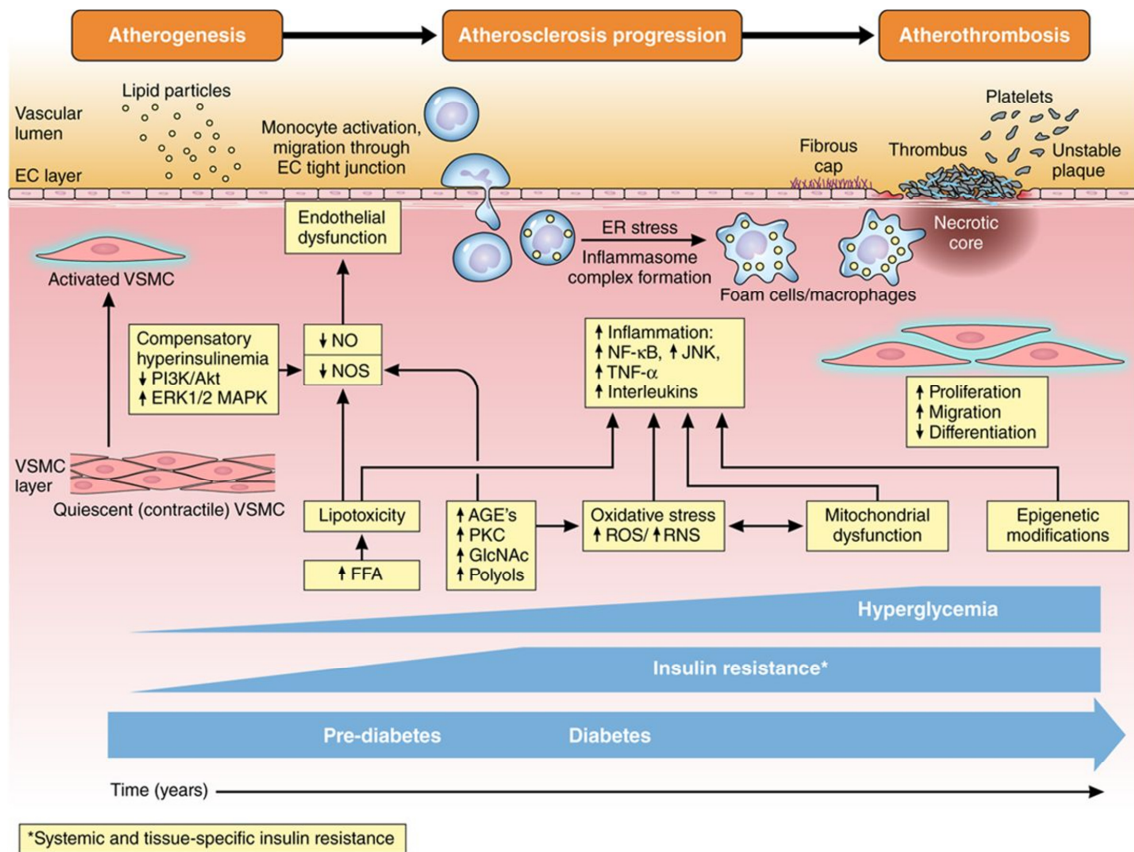 Atherogenesis
Atherosclerosis progression
Atherothrombosis
Lipid particles
Vascular
lumen
EC layer
Monocyte activation,
migration through
EC tight junction
Platelets
Fibrous
cap
Thrombus
Unstable
plaque
Endothelial
dysfunction
ER stress
Inflammasome
complex formation
Necrotic
core
Activated VSMC
Foam cells/macrophages
Compensatory
hyperinsulinemia
↓ PI3K/Akt
↑ ERK1/2 MAPK
↓ NO
↓ NOS
↑ Inflammation:
↑ NF-κB, ↑ JNK,
↑ TNF-α
↑ Interleukins
↑ Proliferation
↑ Migration
↓ Differentiation
VSMC
layer
Quiescent (contractile) VSMC
Lipotoxicity
↑ FFA
↑ AGE's
↑ PKC
↑ GlcNAc
↑ Polyols
Oxidative stress
↑ ROS/ ↑ RNS
Mitochondrial
dysfunction
Epigenetic
modifications
Hyperglycemia
Insulin resistance*
Pre-diabetes
Diabetes
Time (years)
*Systemic and tissue-specific insulin resistance